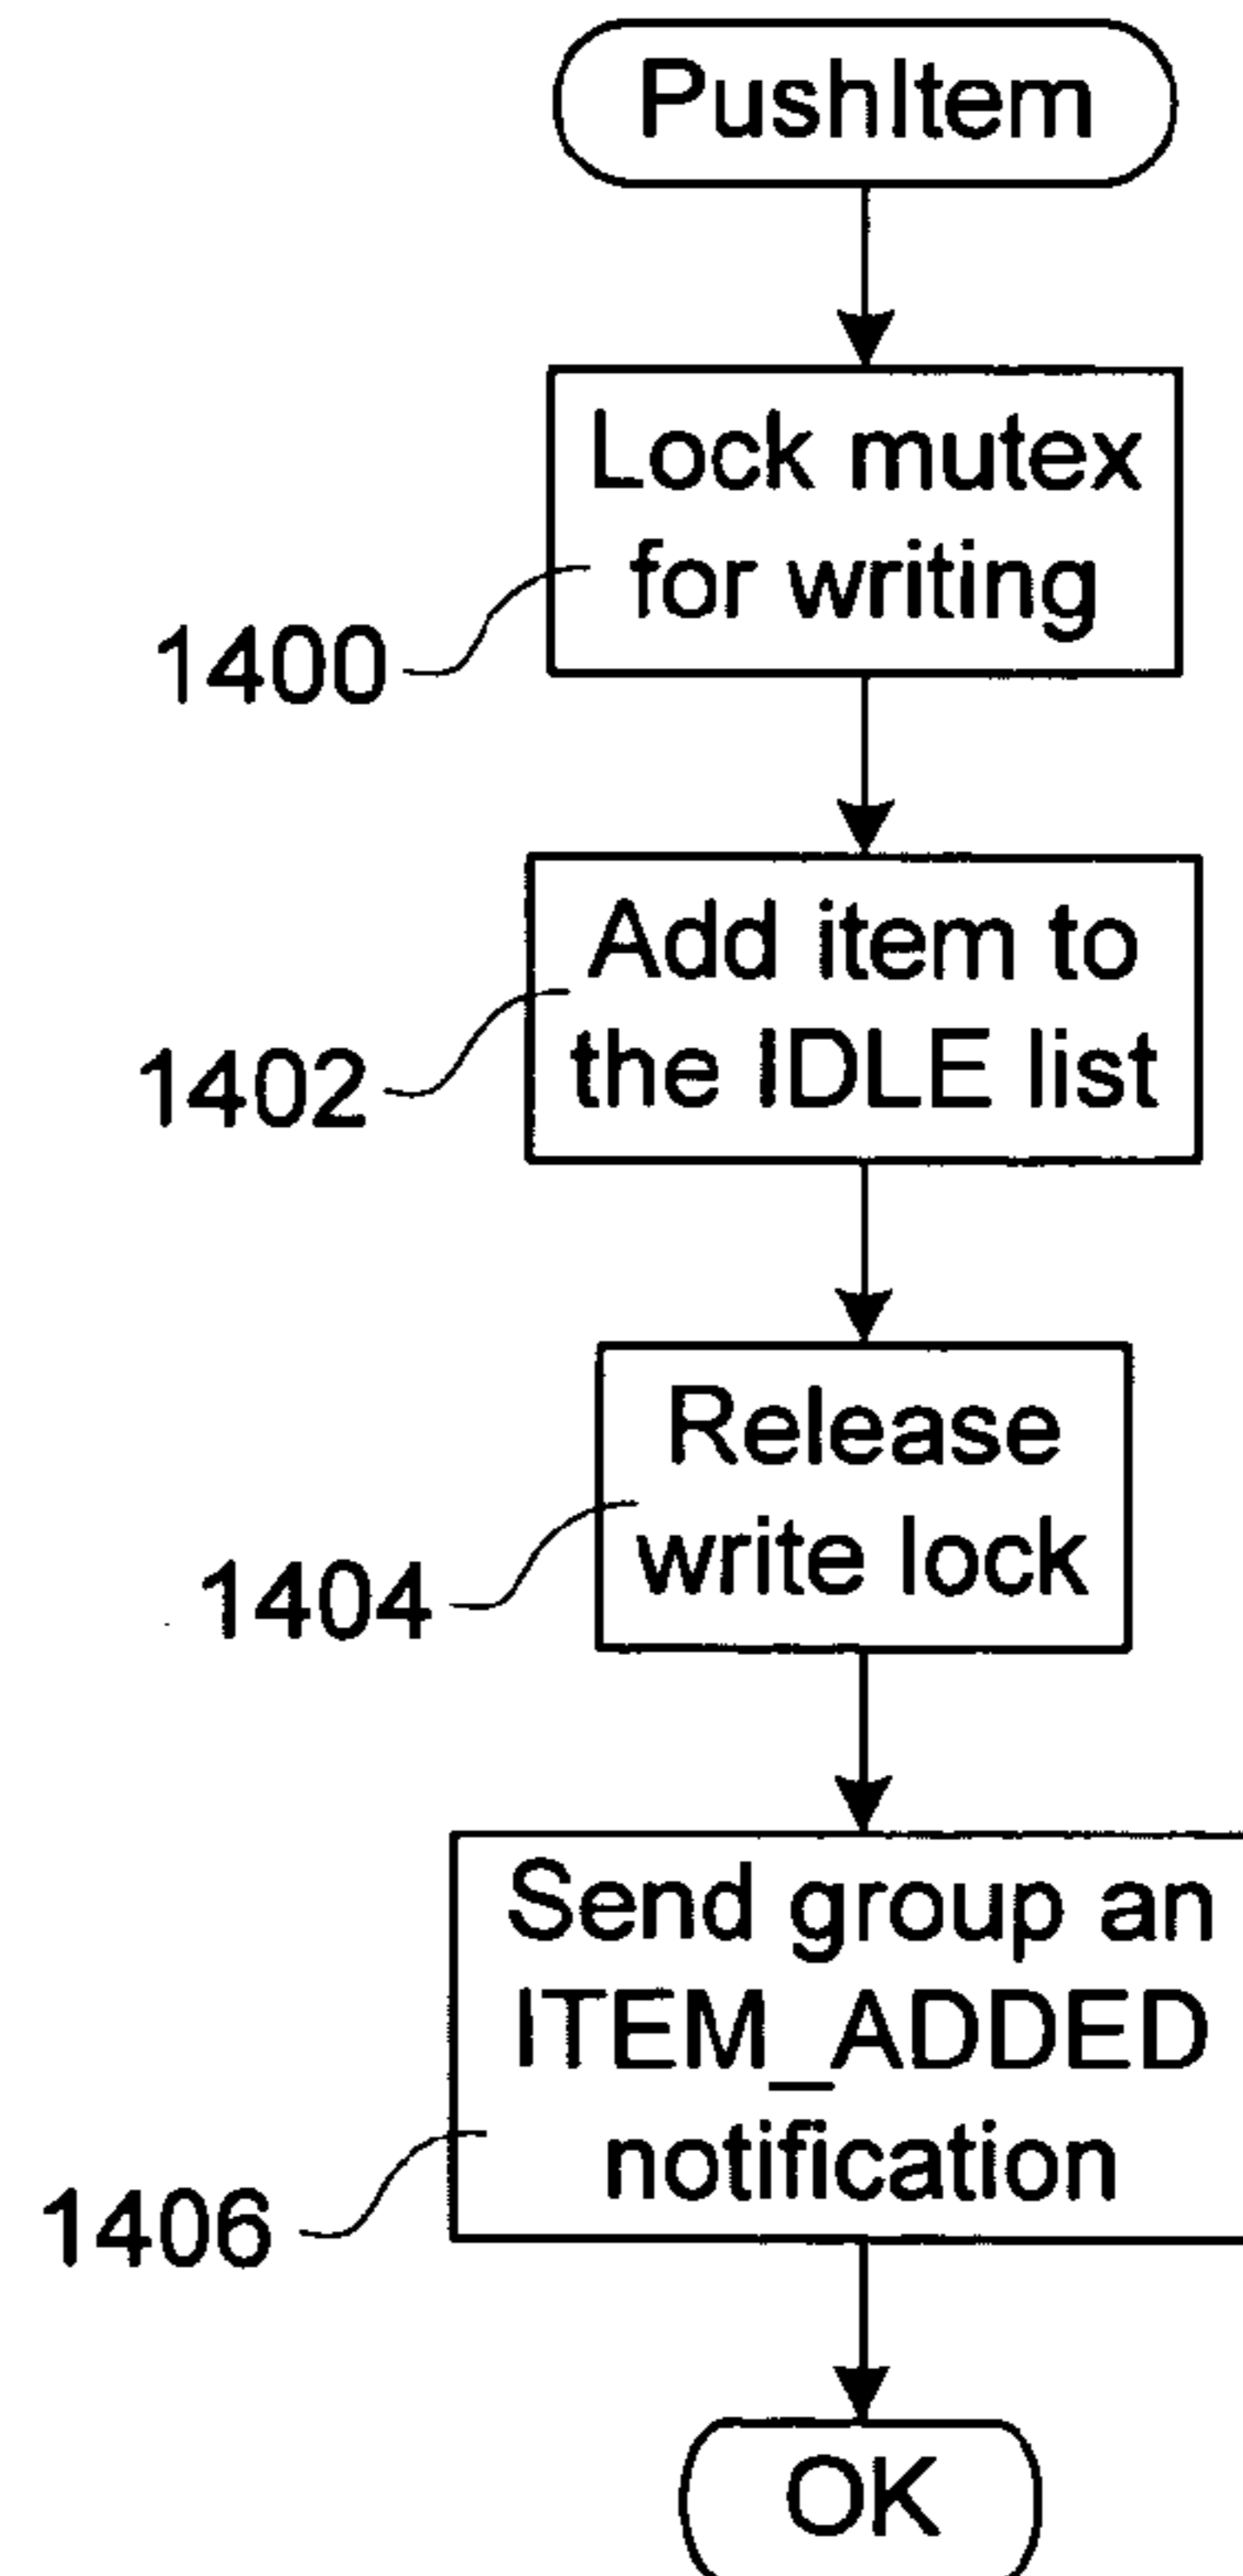 PushItem
Lock mutex
for writing
1400
Add item to
the IDLE list
1402
Release
write lock
1404
Send group an
ITEM_ADDED
notification
1406
OK